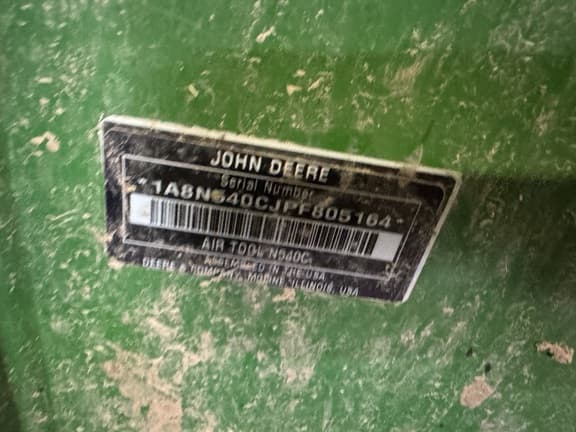 JOHN DEERE
Serial Number
*1A8N540CJPF805164*
AIR TOOL N540C
ASSEMBLED IN THE USA
DEERE & COMPANY, MOLINE, ILLINOIS, USA